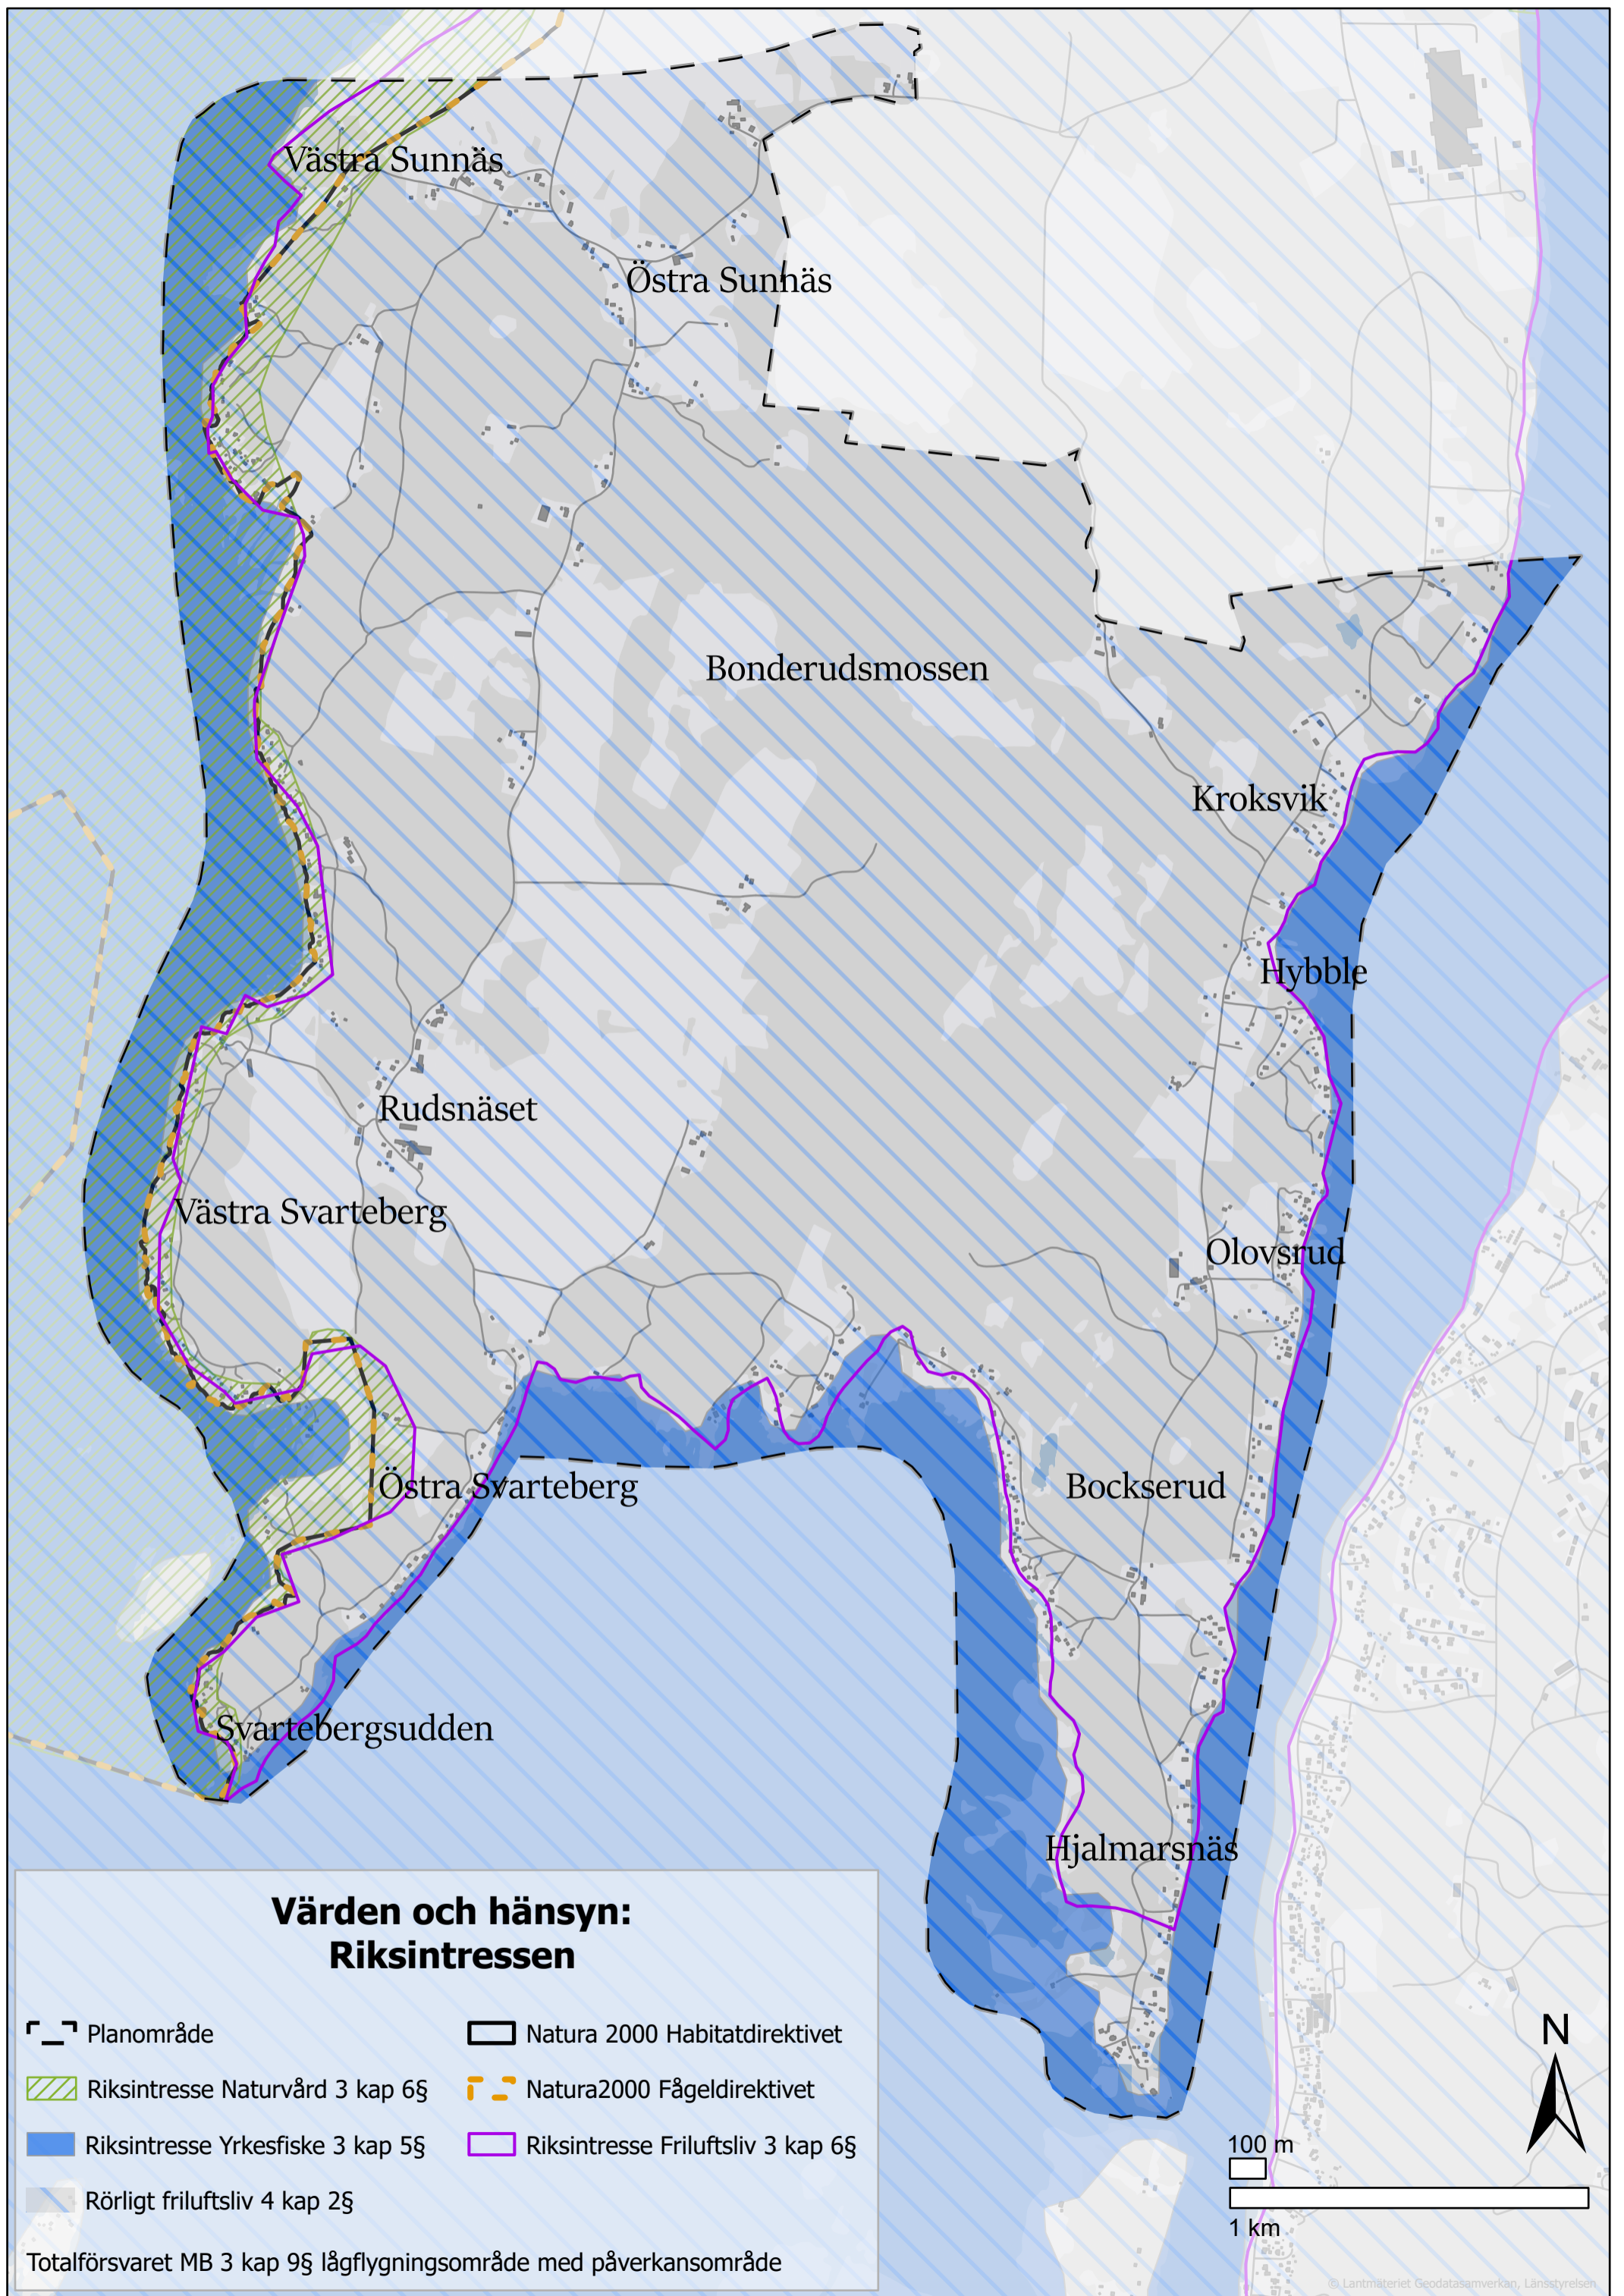 Västra Sunnäs
Östra Sunnäs
Bonderudsmossen
Kroksvik
Hybble
Rudsnäset
Västra Svarteberg
Olovsrud
Östra Svarteberg
Bockserud
Svartebergsudden
Hjalmarsnäs
Värden och hänsyn:
Riksintressen
Planområde
Natura 2000 Habitatdirektivet
Riksintresse Naturvård 3 kap 6§
Natura2000 Fågeldirektivet
Riksintresse Yrkesfiske 3 kap 5§
Riksintresse Friluftsliv 3 kap 6§
Rörligt friluftsliv 4 kap 2§
Totalförsvaret MB 3 kap 9§ lågflygningsområde med påverkansområde
N
100 m
1 km
© Lantmäteriet Geodatasamverkan, Länsstyrelsen